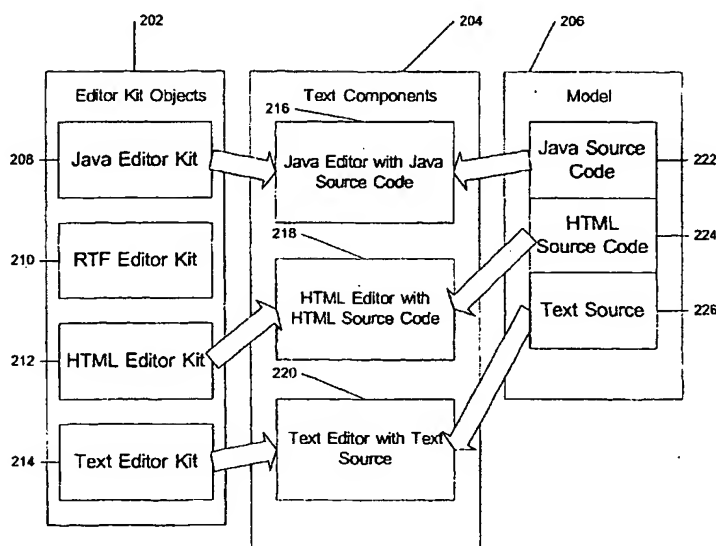 202
204
206
Editor Kit Objects
Text Components
Model
216
208
Java Editor Kit
Java Editor with Java
Source Code
Java Source
Code
222
218
210
RTF Editor Kit
HTML Editor with
HTML Source Code
HTML
Source Code
224
Text Source
226
212
HTML Editor Kit
220
214
Text Editor Kit
Text Editor with Text
Source